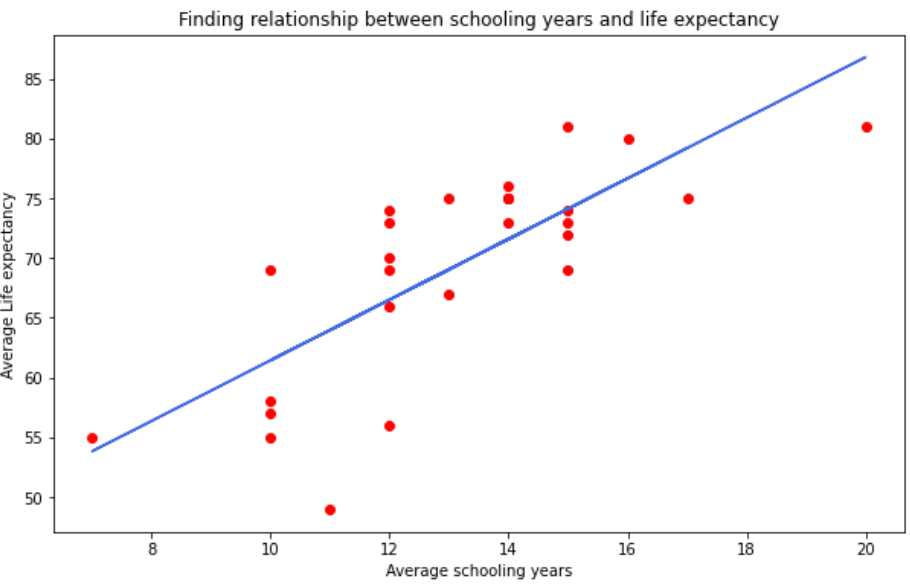 Finding relationship between schooling years and life expectancy
Average Life expectancy
85
80
75
70
65
60
55
50
8 10 12 14 16 18 20
Average schooling years